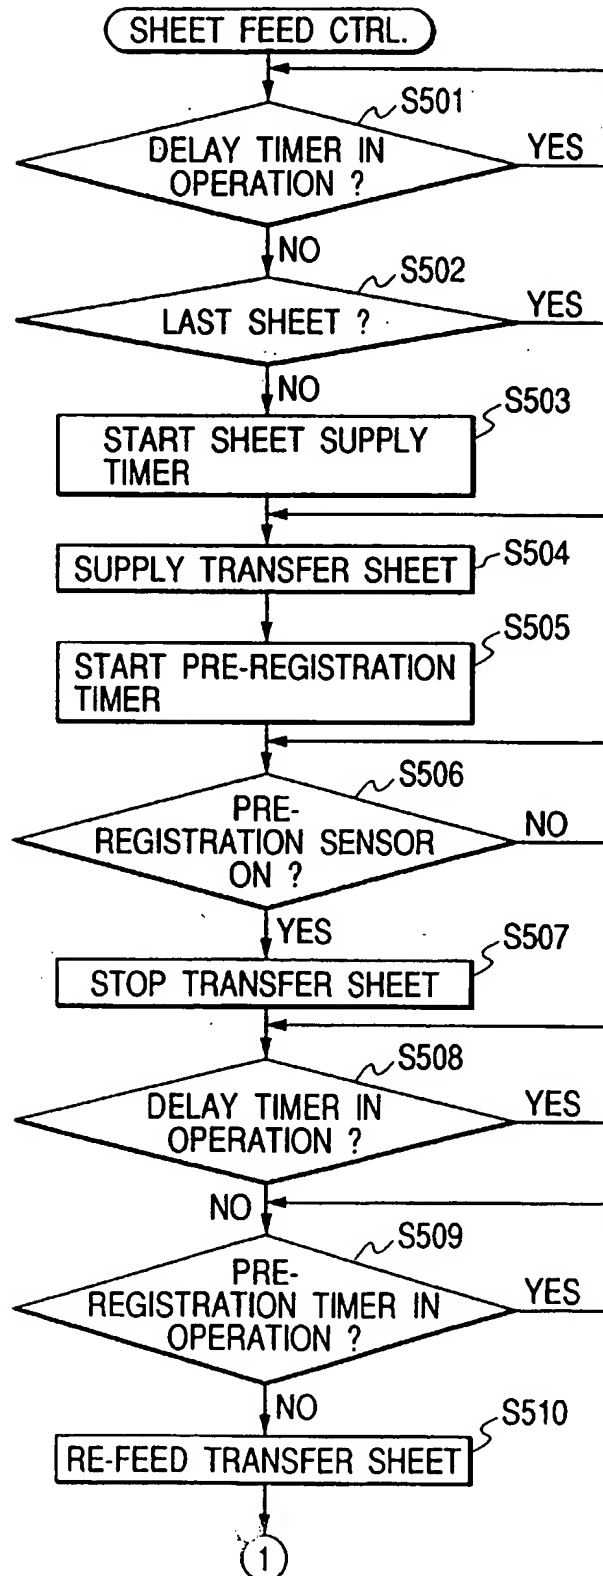 SHEET FEED CTRL.
S501
DELAY TIMER IN
OPERATION ?
YES
NO
S502
LAST SHEET ?
YES
NO
S503
START SHEET SUPPLY
TIMER
S504
SUPPLY TRANSFER SHEET
S505
START PRE-REGISTRATION
TIMER
S506
PRE-
REGISTRATION SENSOR
ON ?
NO
YES
S507
STOP TRANSFER SHEET
S508
DELAY TIMER IN
OPERATION ?
YES
NO
S509
PRE-
REGISTRATION TIMER IN
OPERATION ?
YES
NO
S510
RE-FEED TRANSFER SHEET
1